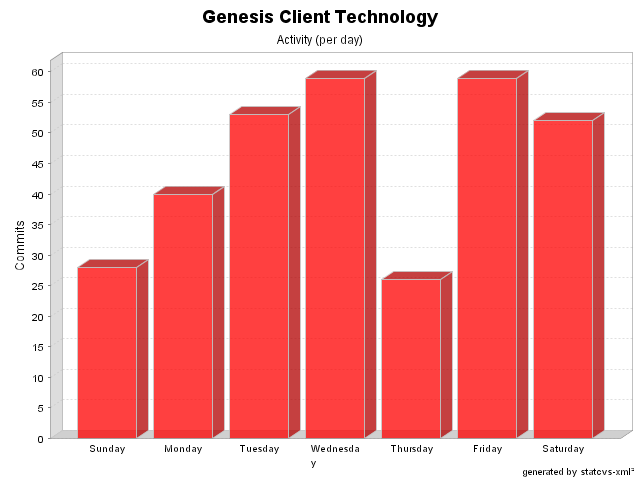 Genesis Client Technology
Activity (per day)
60
55
50
45
40
35
30
25
20
15
10
5
0
Commits
Sunday Monday Tuesday Wednesda Thursday Friday Saturday
y
generated by statcvs-xml²